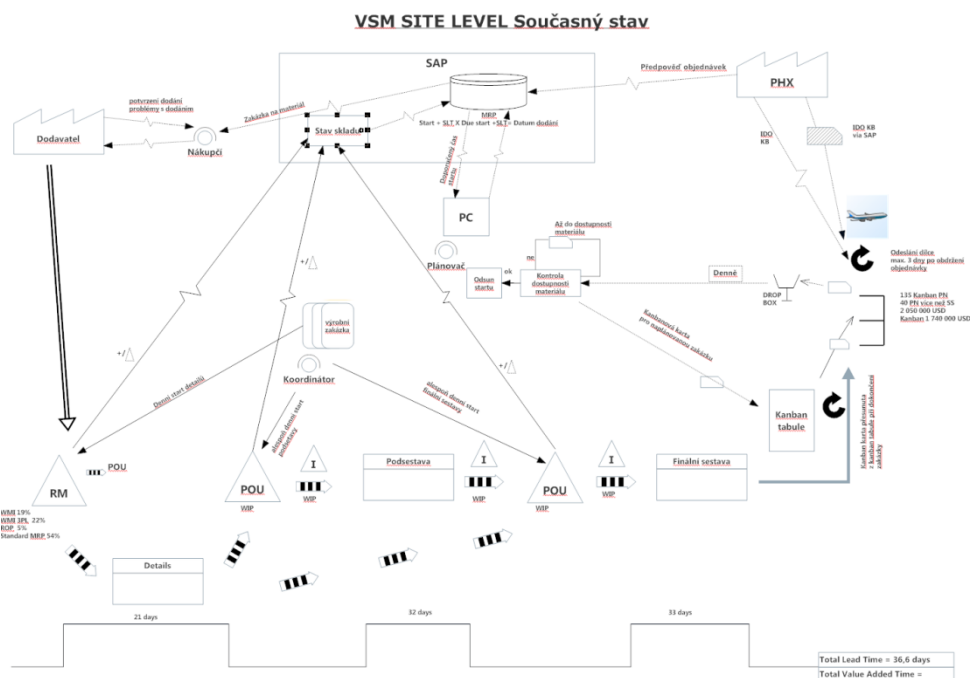 VSM SITE LEVEL Současný stav
SAP
Předpověď objednávek
PHX
potvrzení dodání
problémy s dodáním
Zakázka na materiál
Dodavatel
Nákupčí
Stav skladu
MRP
Start = SLT X Due start +SLT= Datum dodání
IDO
KB
IDO KB
via SAP
Doporučený čas
startu
PC
Plánovač
Až do dostupnosti
materiálu
ne
ok
Odsun
startu
Kontrola
dostupnosti
materiálu
Denně
DROP
BOX
Odeslání dílce
max. 3 dny po obdržení
objednávky
135 Kanban PN
40 PN více než SS
2 050 000 USD
Kanban 1 740 000 USD
+/
výrobní
zakázka
Koordinátor
+/
+/
Denní start detailů
alespoň denní start
podsestavy
alespoň denní start
finální sestavy
Kanbanová karta
pro naplánovanou zakázku
Kanban
tabule
Kanban karta přesunuta
z kanban tabule při dokončení
zakázky
RM
POU
WMI 19%
WMI 3PL 22%
ROP 5%
Standard MRP 54%
POU
WIP
I
WIP
Podsestava
I
WIP
POU
WIP
I
WIP
Finální sestava
Details
21 days
32 days
33 days
Total Lead Time = 36,6 days
Total Value Added Time =